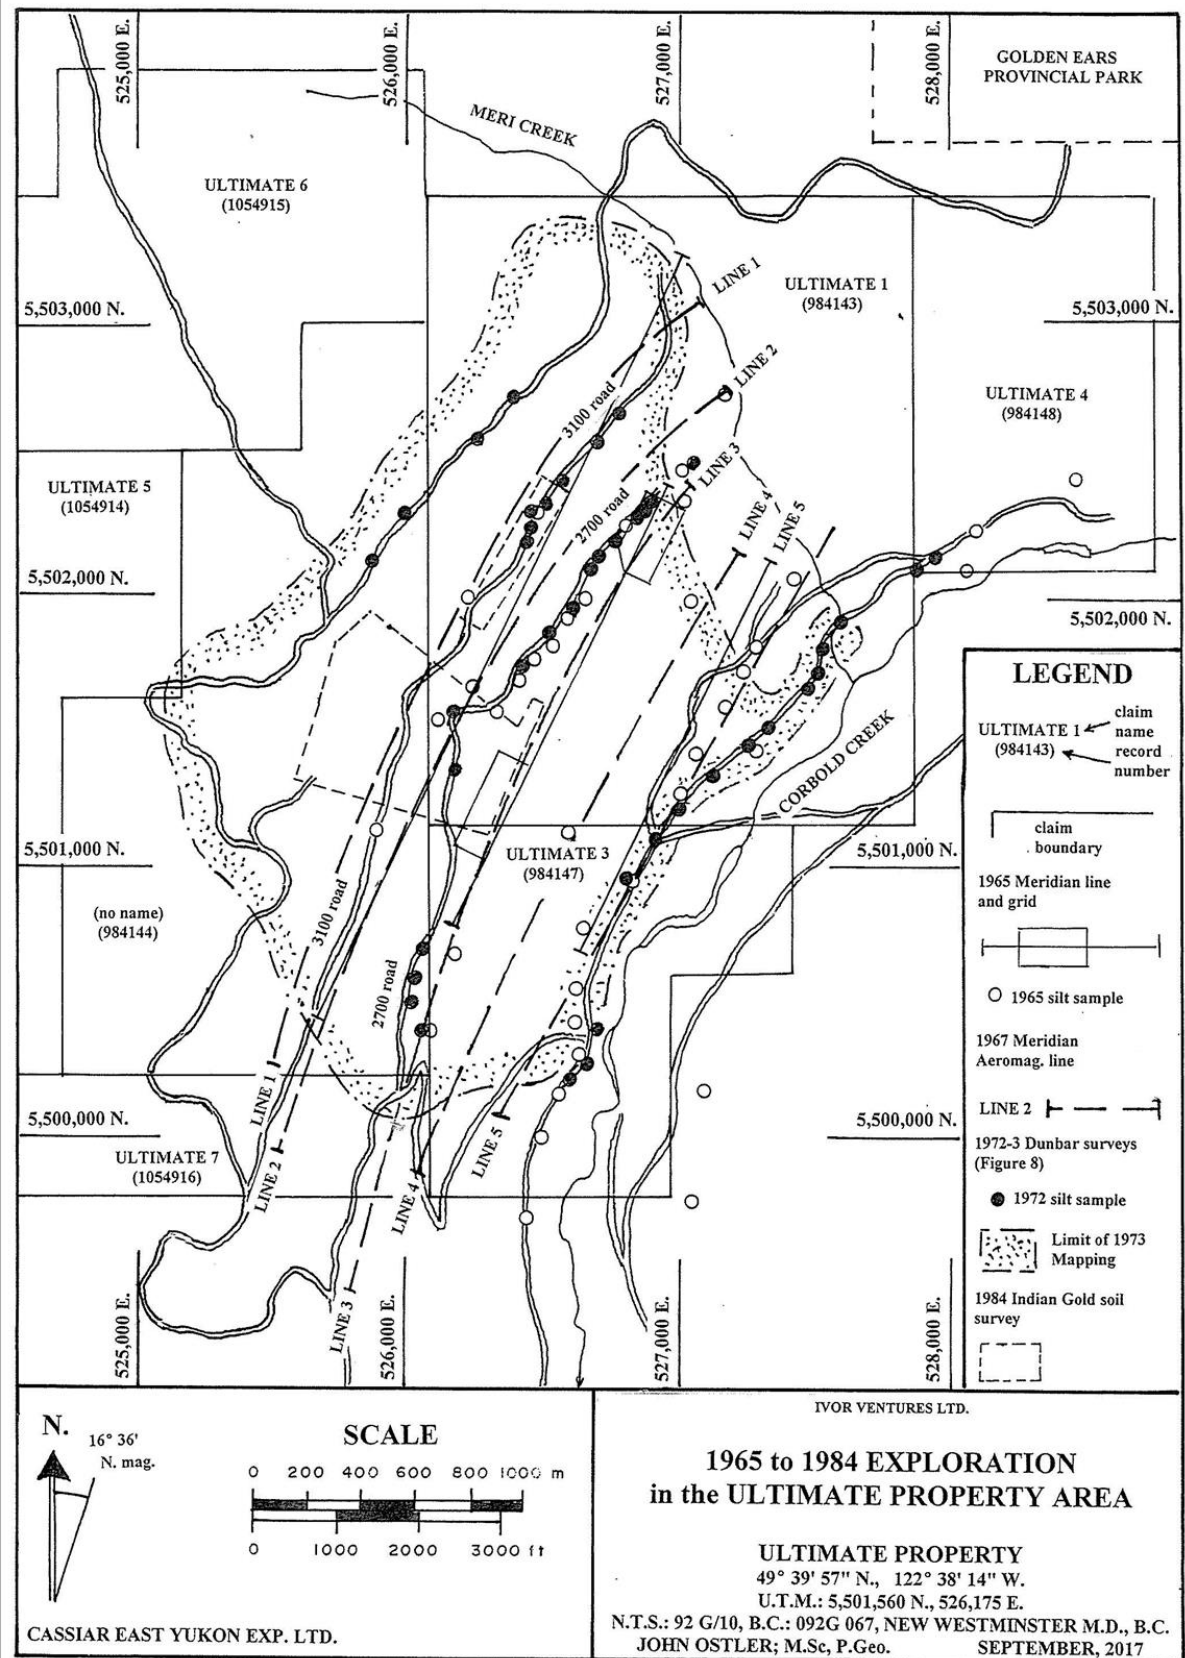 525,000 E.
526,000 E.
527,000 E.
528,000 E.
GOLDEN EARS
PROVINCIAL PARK
MERI CREEK
ULTIMATE 6
(1054915)
ULTIMATE 1
(984143)
LINE 1
5,503,000 N.
5,503,000 N.
LINE 2
3100 road
ULTIMATE 4
(984148)
LINE 3
ULTIMATE 5
(1054914)
2700 road
LINE 4
LINE 5
5,502,000 N.
5,502,000 N.
CORBOLD CREEK
5,501,000 N.
5,501,000 N.
ULTIMATE 3
(984147)
(no name)
(984144)
3100 road
2700 road
LINE 1
LINE 2
LINE 5
LINE 4
LINE 3
5,500,000 N.
5,500,000 N.
ULTIMATE 7
(1054916)
525,000 E.
526,000 E.
527,000 E.
528,000 E.
LEGEND
ULTIMATE 1
(984143)
claim
name
record
number
claim
boundary
1965 Meridian line
and grid
1965 silt sample
1967 Meridian
Aeromag. line
LINE 2
1972-3 Dunbar surveys
(Figure 8)
1972 silt sample
Limit of 1973
Mapping
1984 Indian Gold soil
survey
N.
16° 36'
N. mag.
SCALE
0 200 400 600 800 1000 m
0 1000 2000 3000 ft
CASSIAR EAST YUKON EXP. LTD.
IVOR VENTURES LTD.
1965 to 1984 EXPLORATION
in the ULTIMATE PROPERTY AREA
ULTIMATE PROPERTY
49° 39' 57" N., 122° 38' 14" W.
U.T.M.: 5,501,560 N., 526,175 E.
N.T.S.: 92 G/10, B.C.: 092G 067, NEW WESTMINSTER M.D., B.C.
JOHN OSTLER; M.Sc, P.Geo. SEPTEMBER, 2017